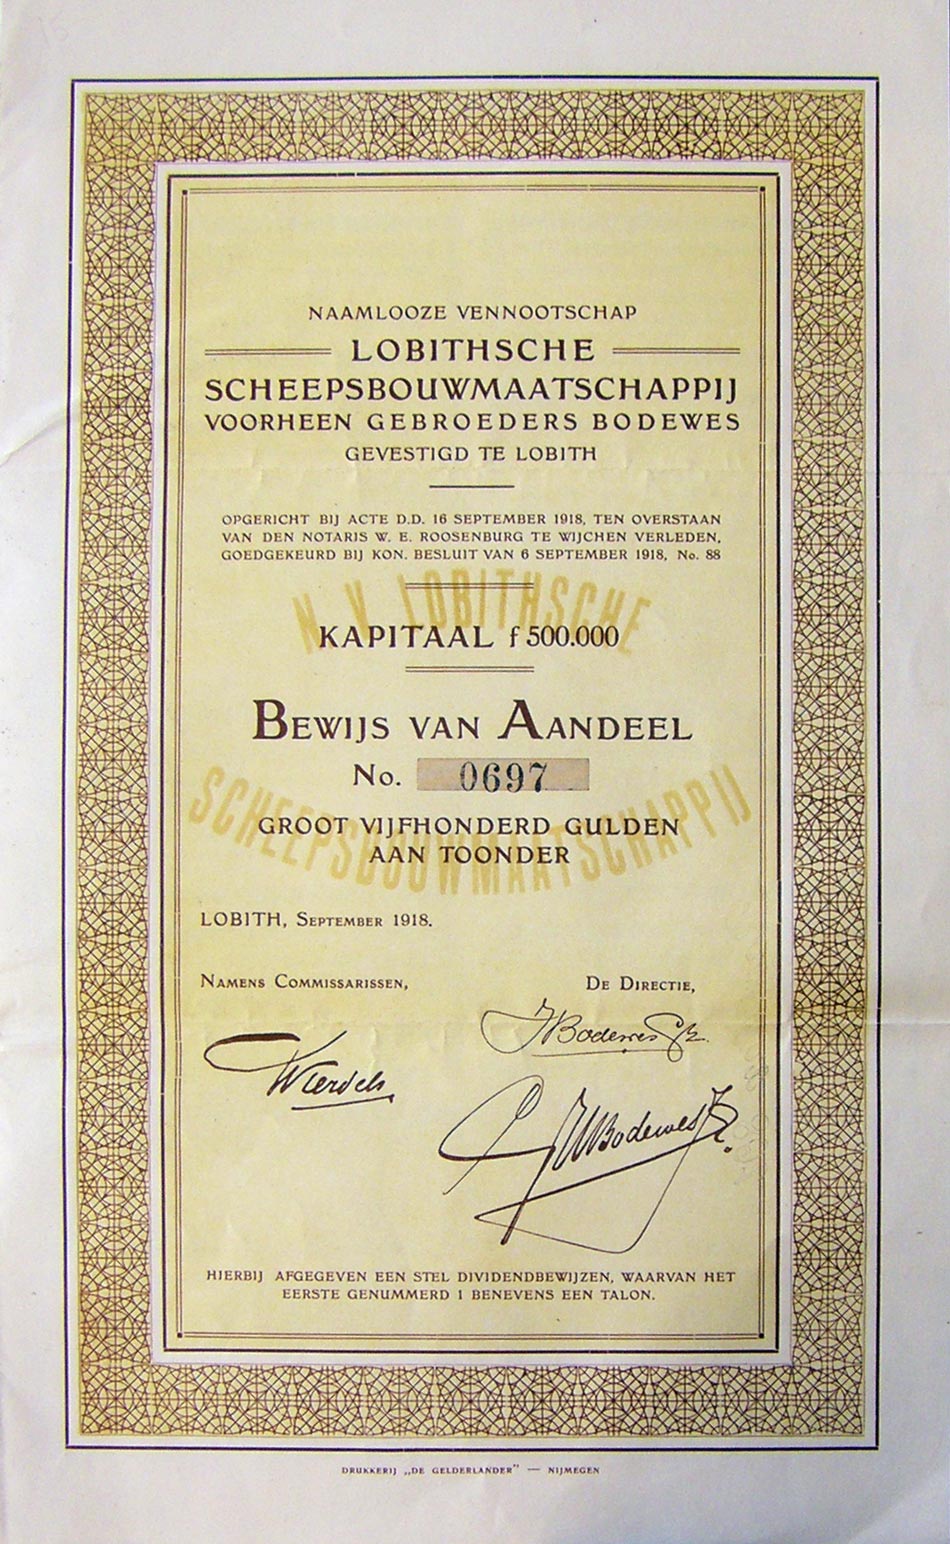 NAAMLOOZE VENNOOTSCHAP
LOBITHSCHE
SCHEEPSBOUWMAATSCHAPPIJ
VOORHEEN GEBROEDERS BODEWES
GEVESTIGD TE LOBITH
OPGERICHT BIJ ACTE D.D. 16 SEPTEMBER 1918, TEN OVERSTAAN
VAN DEN NOTARIS W. E. ROOSENBURG TE WIJCHEN VERLEDEN,
GOEDGEKEURD BIJ KON. BESLUIT VAN 6 SEPTEMBER 1918, No. 88
N.V. LOBITHSCHE
KAPITAAL f 500.000
BEWIJS VAN AANDEEL
No. 0697
SCHEEPSBOUWMAATSCHAPPIJ
GROOT VIJFHONDERD GULDEN
AAN TOONDER
LOBITH, SEPTEMBER 1918.
NAMENS COMMISSARISSEN, DE DIRECTIE,
Bodewes
Bodewes
HIERBIJ AFGEGEVEN EEN STEL DIVIDENDBEWIJZEN, WAARVAN HET
EERSTE GENUMMERD 1 BENEVENS EEN TALON.
DRUKKERIJ „DE GELDERLANDER" — NIJMEGEN